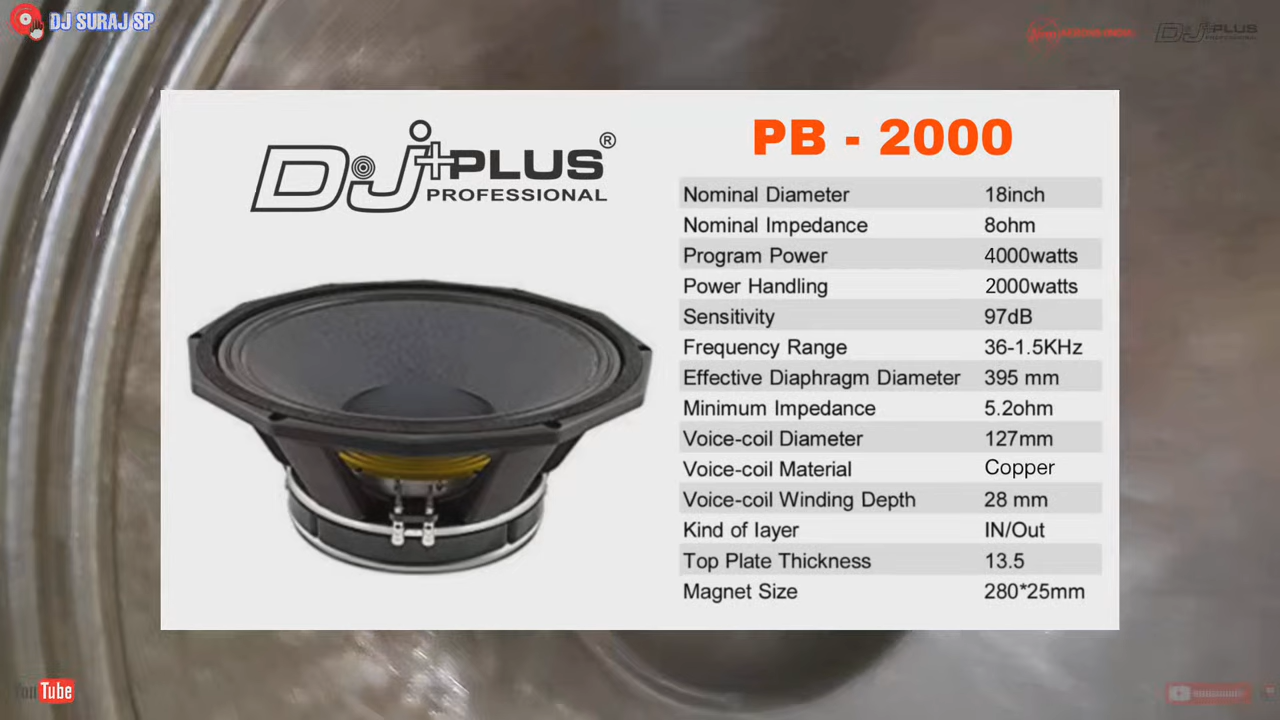 DJ SURAJ SP
DJ+PLUS®
PROFESSIONAL
PB - 2000
Nominal Diameter 18inch
Nominal Impedance 8ohm
Program Power 4000watts
Power Handling 2000watts
Sensitivity 97dB
Frequency Range 36-1.5KHz
Effective Diaphragm Diameter 395 mm
Minimum Impedance 5.2ohm
Voice-coil Diameter 127mm
Voice-coil Material Copper
Voice-coil Winding Depth 28 mm
Kind of layer IN/Out
Top Plate Thickness 13.5
Magnet Size 280*25mm
DJ+PLUS
PROFESSIONAL
YouTube